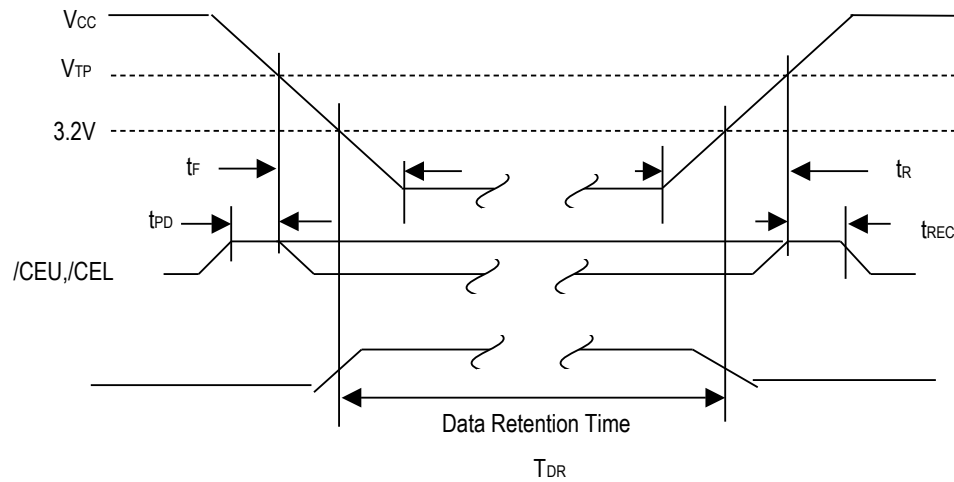 VCC
VTP
3.2V
tF
tR
tPD
tREC
/CEU,/CEL
Data Retention Time
TDR